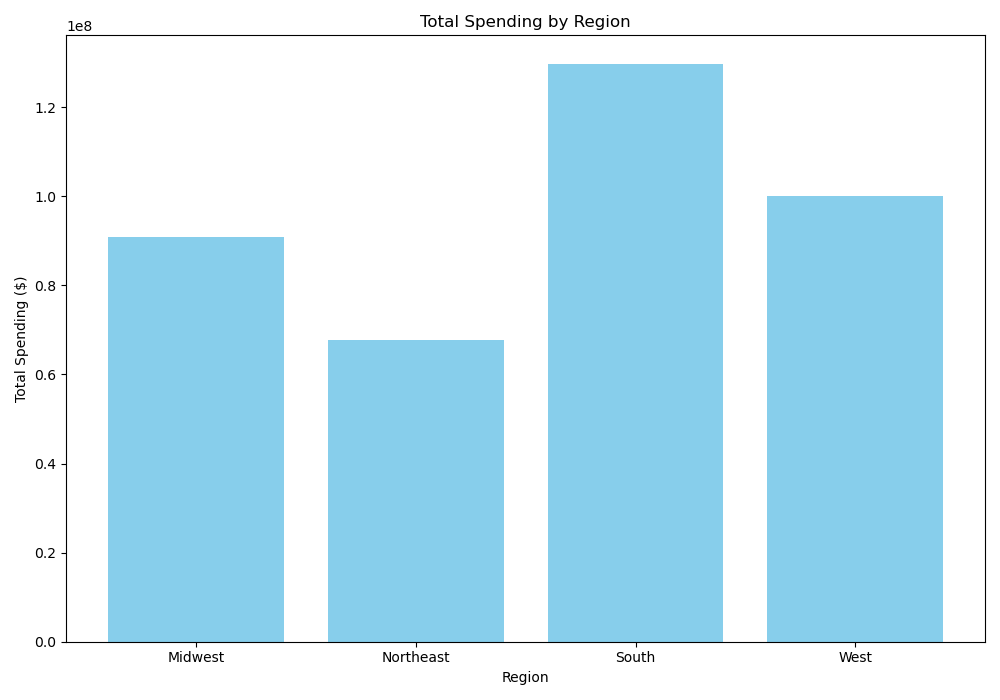 Total Spending by Region
1e8
1.2
1.0
0.8
0.6
0.4
0.2
0.0
Total Spending ($)
Midwest Northeast South West
Region